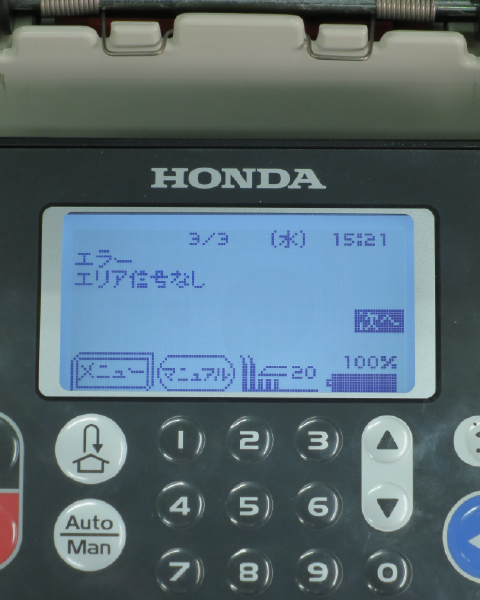 HONDA
3/3 (水) 15:21
エラー
エリア信号なし
次へ
メニュー マニュアル 20 100%
1 2 3
Auto
Man
4 5 6
7 8 9 0